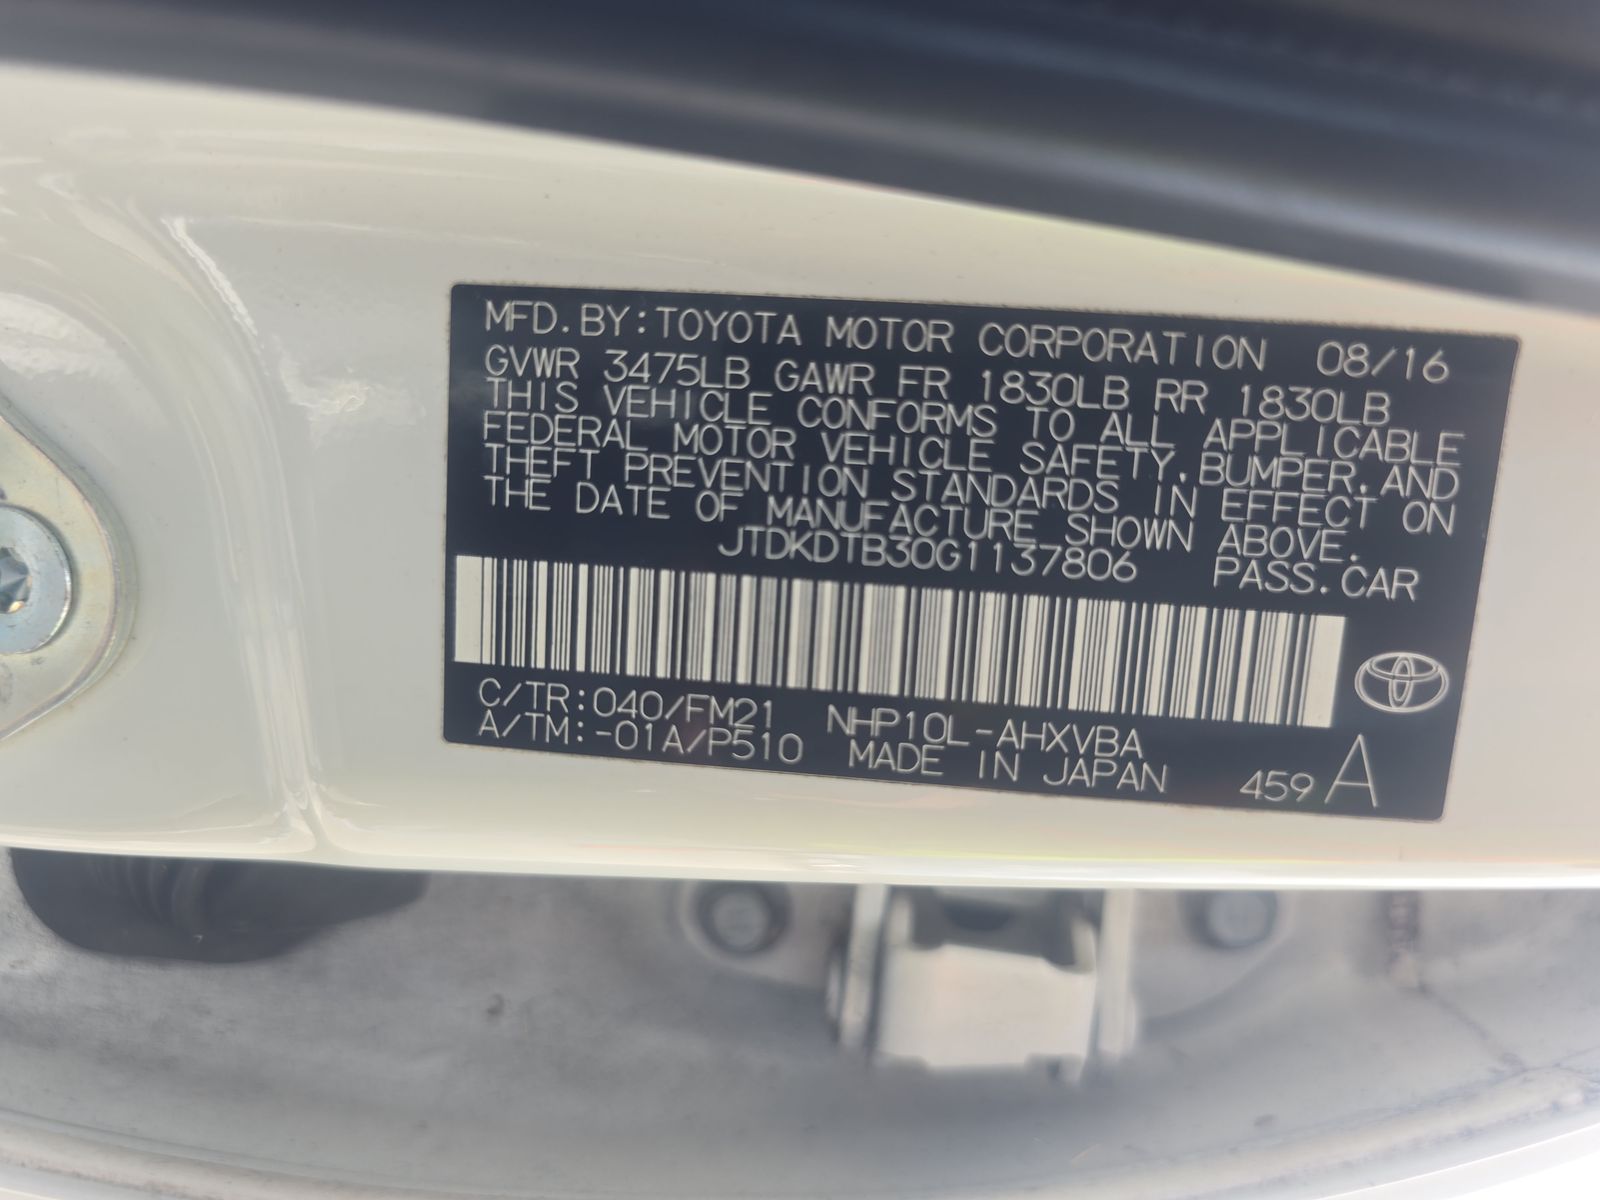 MFD.BY:TOYOTA MOTOR CORPORATION 08/16
GVWR 3475LB GAWR FR 1830LB RR 1830LB
THIS VEHICLE CONFORMS TO ALL APPLICABLE
FEDERAL MOTOR VEHICLE SAFETY,BUMPER,AND
THEFT PREVENTION STANDARDS IN EFFECT ON
THE DATE OF MANUFACTURE SHOWN ABOVE.
JTDKDTB30G1137806 PASS.CAR
C/TR:040/FM21 NHP10L-AHXVBA
A/TM:-01A/P510 MADE IN JAPAN 459 A